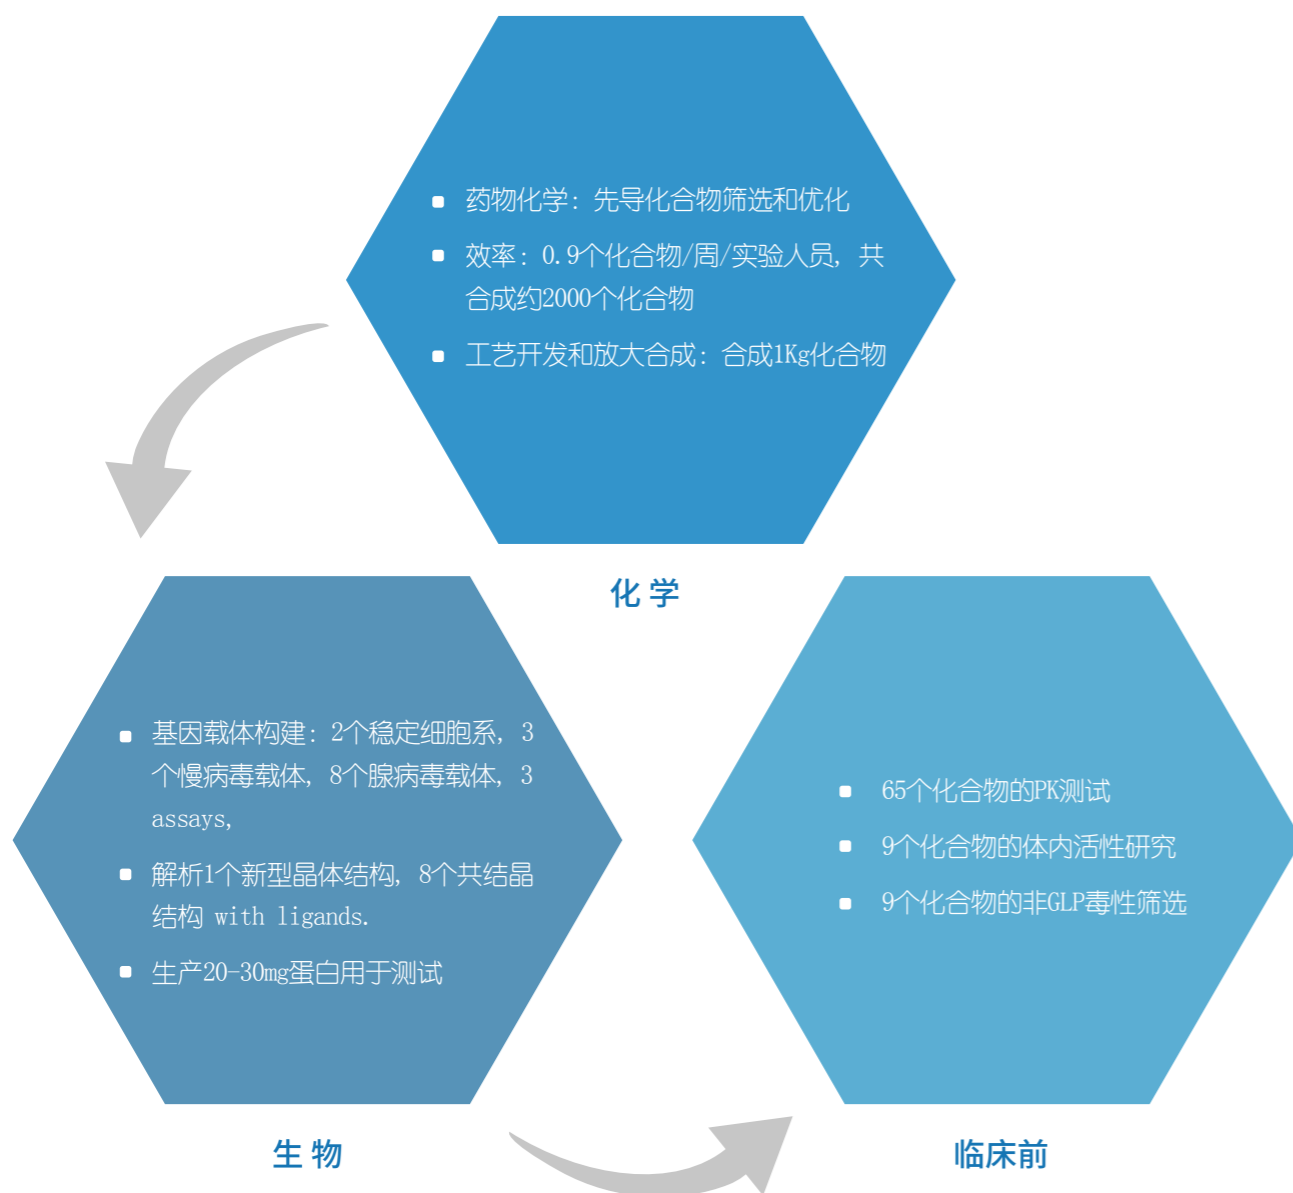 药物化学: 先导化合物筛选和优化
效率: 0.9个化合物/周/实验人员, 共
合成约2000个化合物
工艺开发和放大合成: 合成1Kg化合物
化 学
基因载体构建: 2个稳定细胞系, 3
个慢病毒载体, 8个腺病毒载体, 3
assays,
解析1个新型晶体结构, 8个共结晶
结构 with ligands.
生产20-30mg蛋白用于测试
生 物
65个化合物的PK测试
9个化合物的体内活性研究
9个化合物的非GLP毒性筛选
临床前